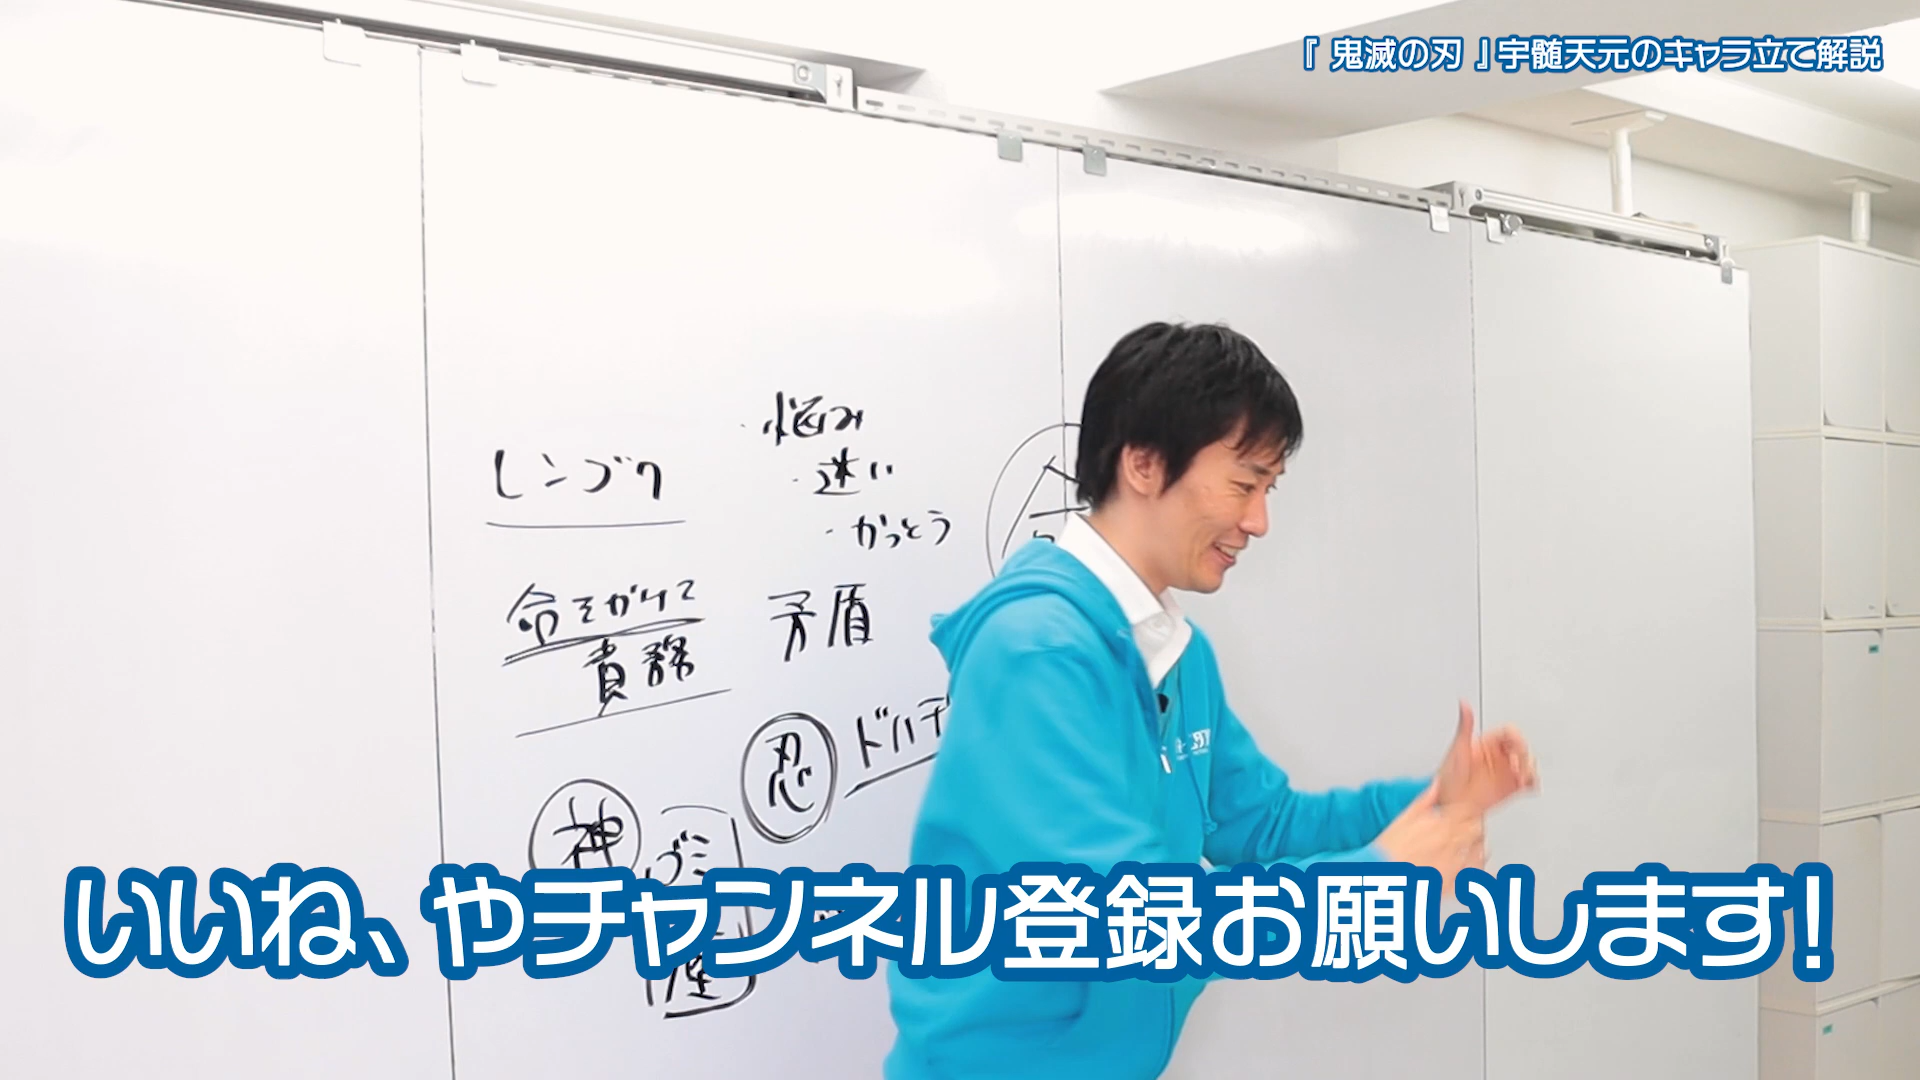 『 鬼滅の刃 』宇髄天元のキャラ立て解説
・悩み
レンゴク
・迷い
・かっとう
命をかけて
責務
矛盾
忍
ドハデ
神
ゴミ
いいね、やチャンネル登録お願いします!